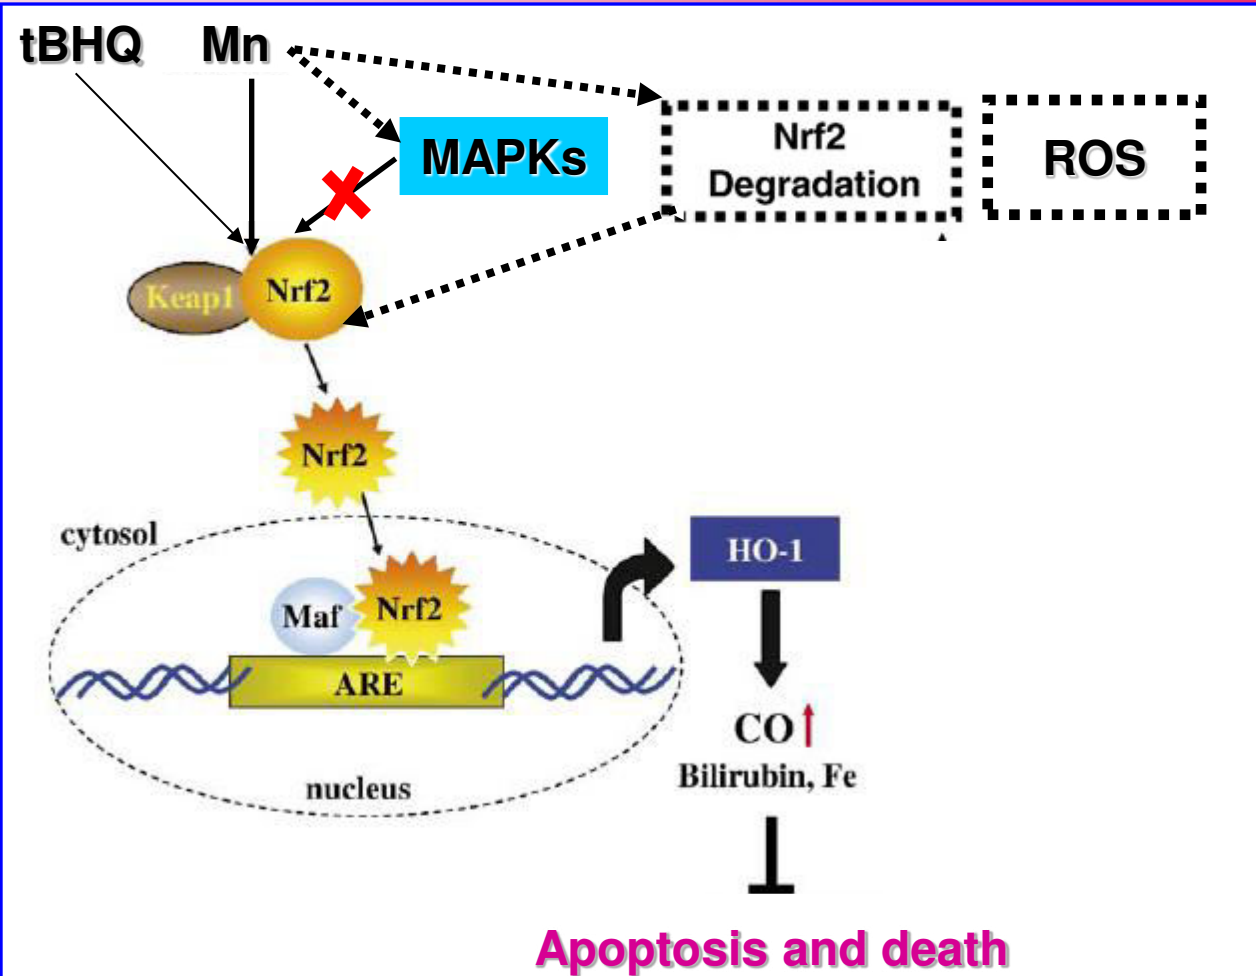 tBHQ Mn
MAPKs
Nrf2
Degradation
ROS
Keap1
Nrf2
Nrf2
cytosol
HO-1
Maf
Nrf2
ARE
CO
Bilirubin, Fe
nucleus
Apoptosis and death